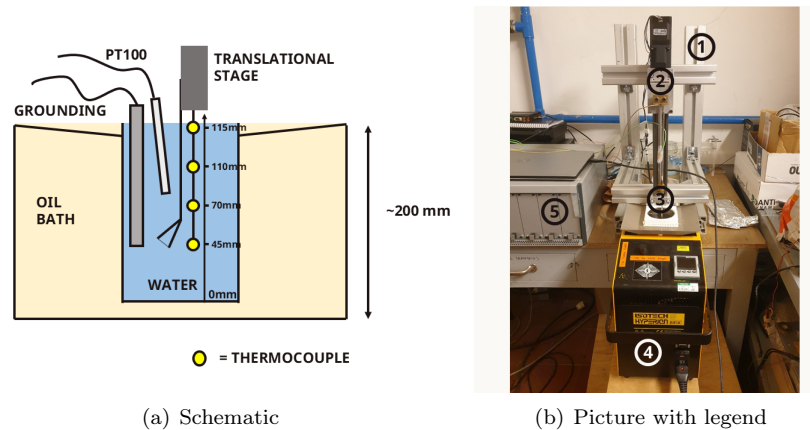 PT100
TRANSLATIONAL
STAGE
GROUNDING
115mm
110mm
OIL
BATH
70mm
~200 mm
45mm
WATER
0mm
= THERMOCOUPLE
1
2
3
5
ISOTECH
HYPERION
4
(a) Schematic
(b) Picture with legend